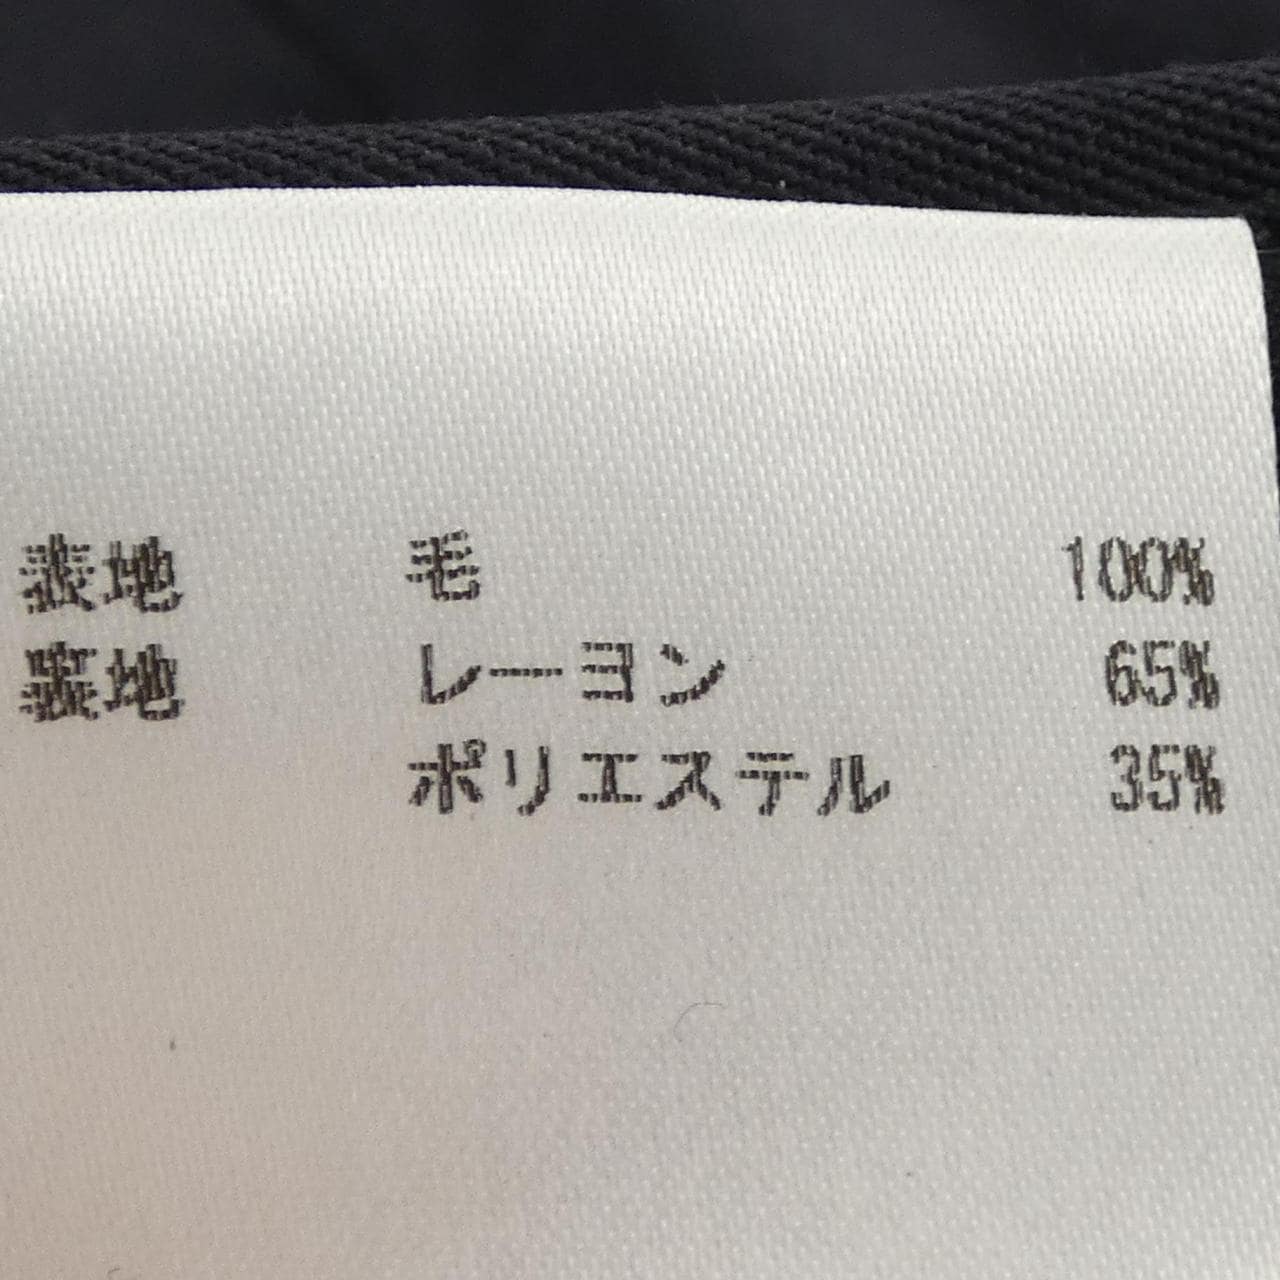 表地 毛 100%
裏地 レーヨン 65%
ポリエステル 35%